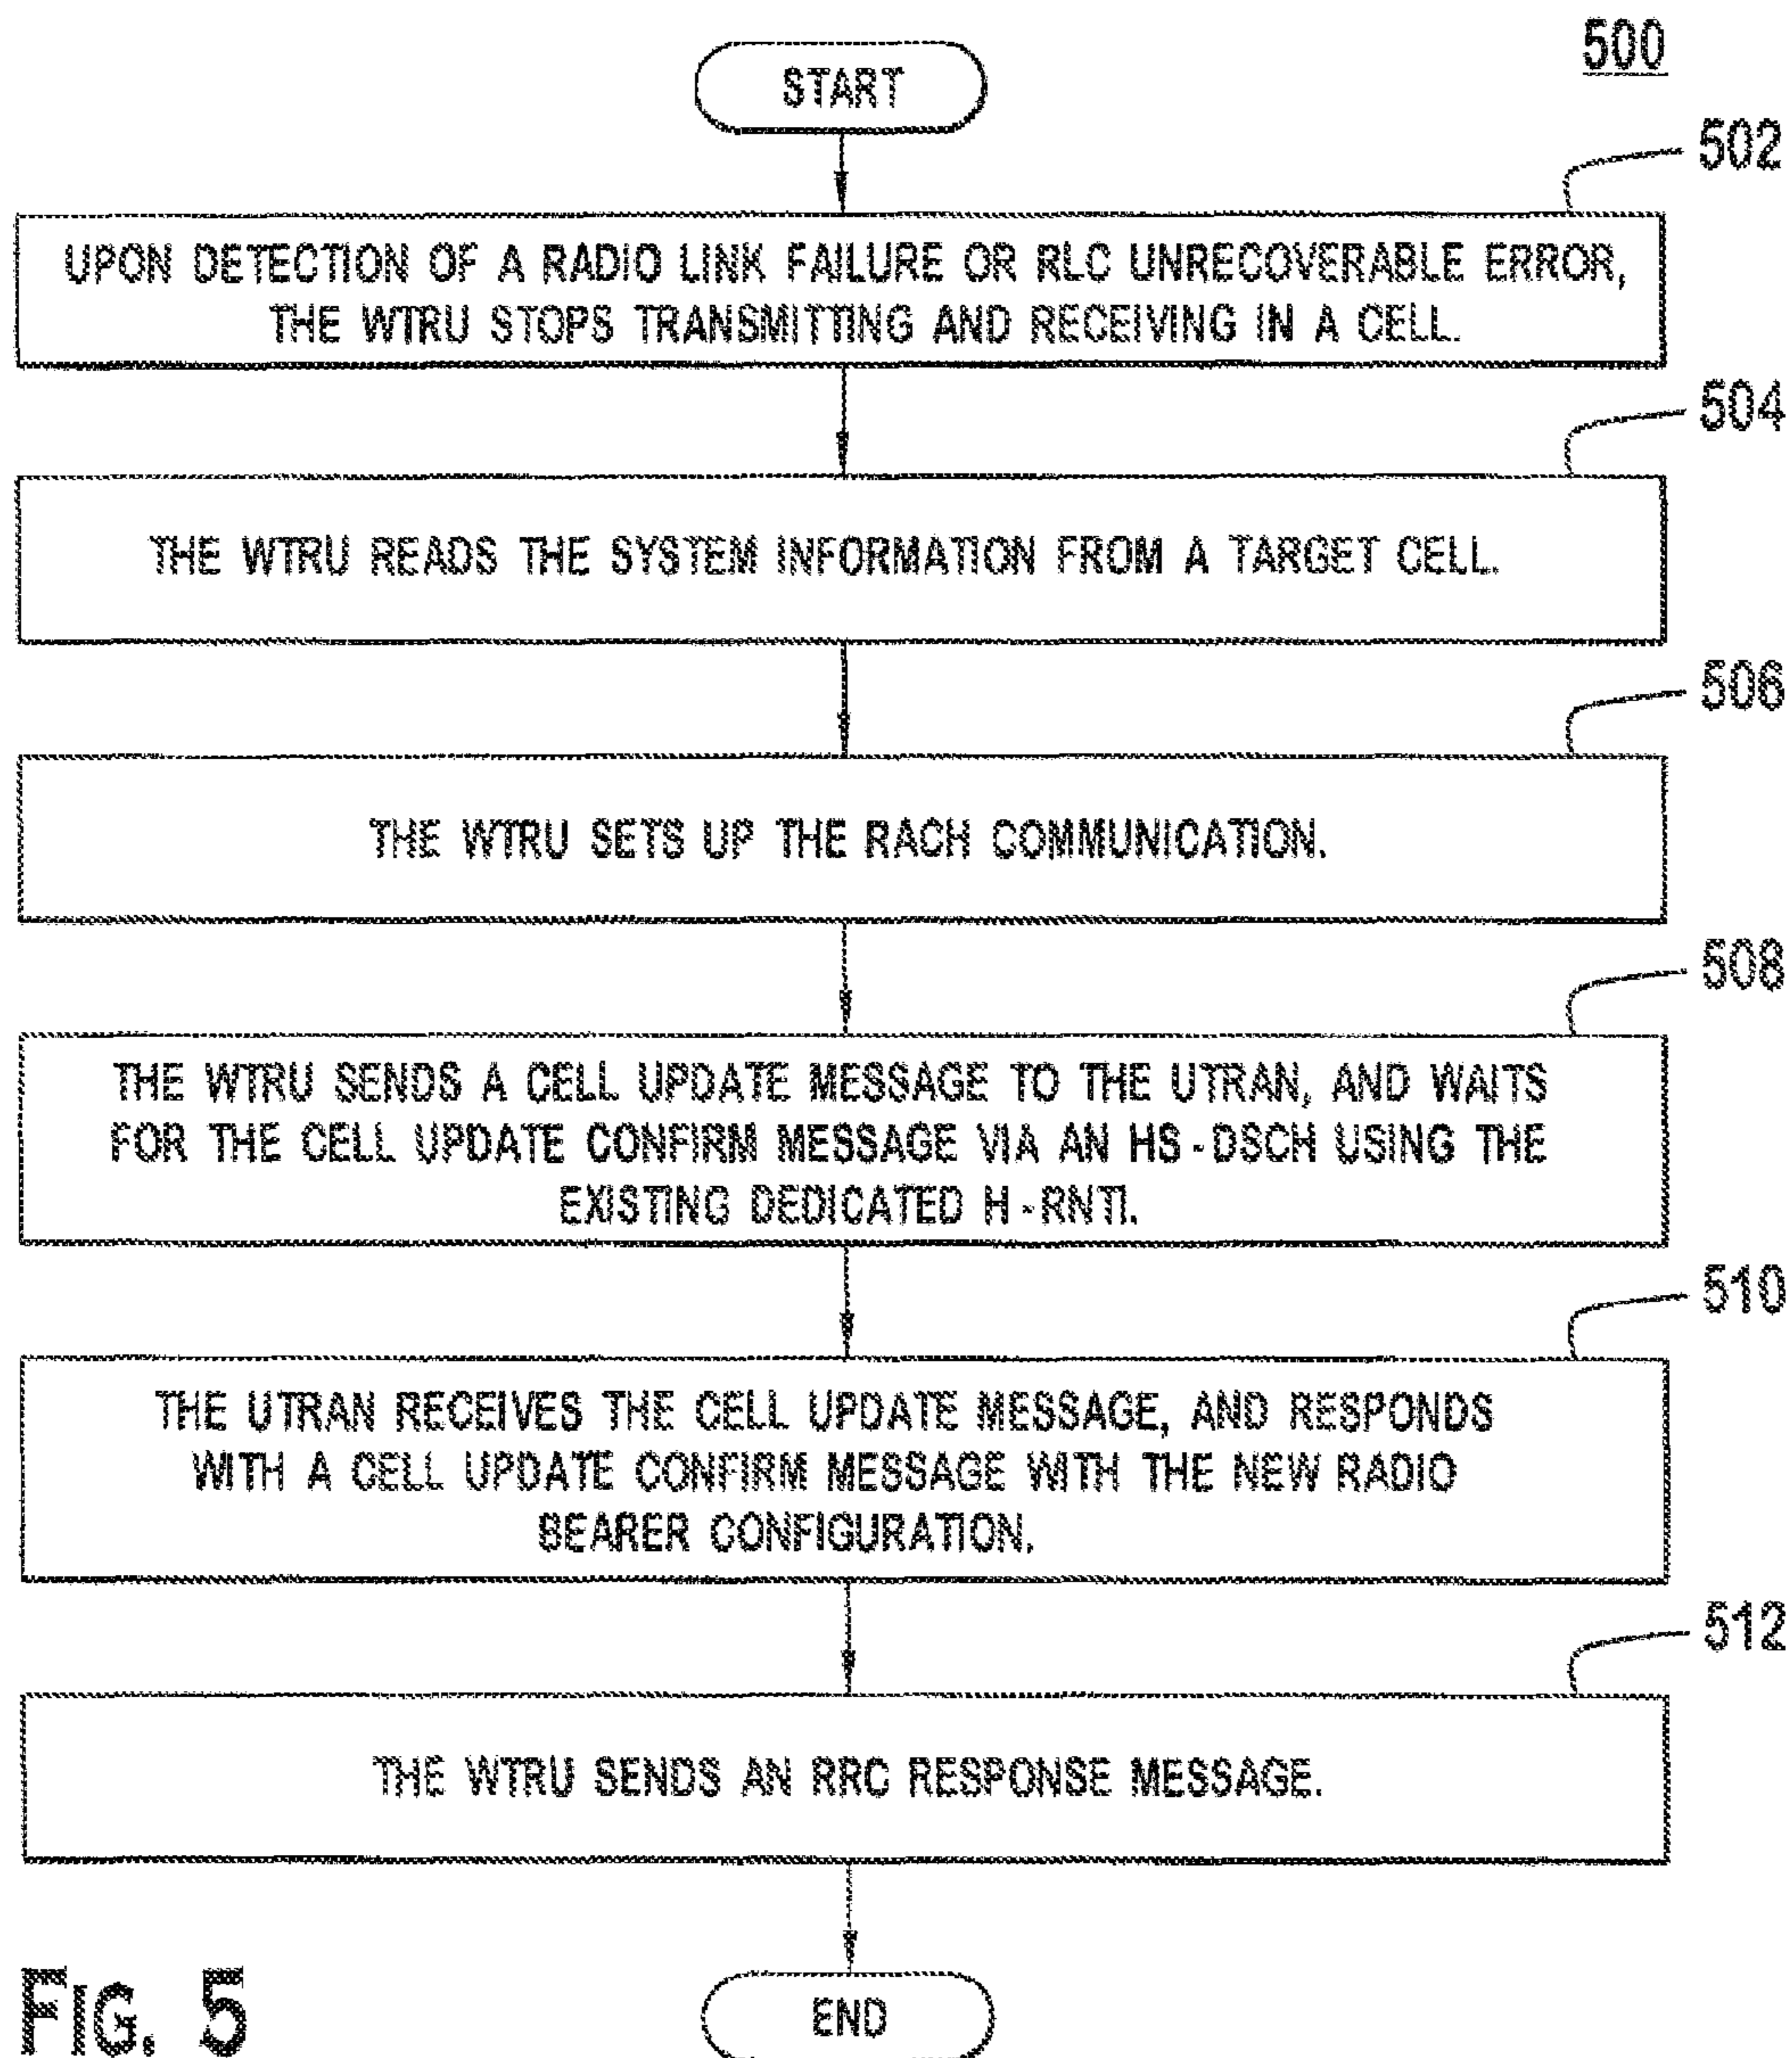 500
START
502
UPON DETECTION OF A RADIO LINK FAILURE OR RLC UNRECOVERABLE ERROR,
THE WTRU STOPS TRANSMITTING AND RECEIVING IN A CELL.
504
THE WTRU READS THE SYSTEM INFORMATION FROM A TARGET CELL.
506
THE WTRU SETS UP THE RACH COMMUNICATION.
508
THE WTRU SENDS A CELL UPDATE MESSAGE TO THE UTRAN, AND WAITS
FOR THE CELL UPDATE CONFIRM MESSAGE VIA AN HS-DSCH USING THE
EXISTING DEDICATED H-RNTI.
510
THE UTRAN RECEIVES THE CELL UPDATE MESSAGE, AND RESPONDS
WITH A CELL UPDATE CONFIRM MESSAGE WITH THE NEW RADIO
BEARER CONFIGURATION.
512
THE WTRU SENDS AN RRC RESPONSE MESSAGE.
END
FIG. 5